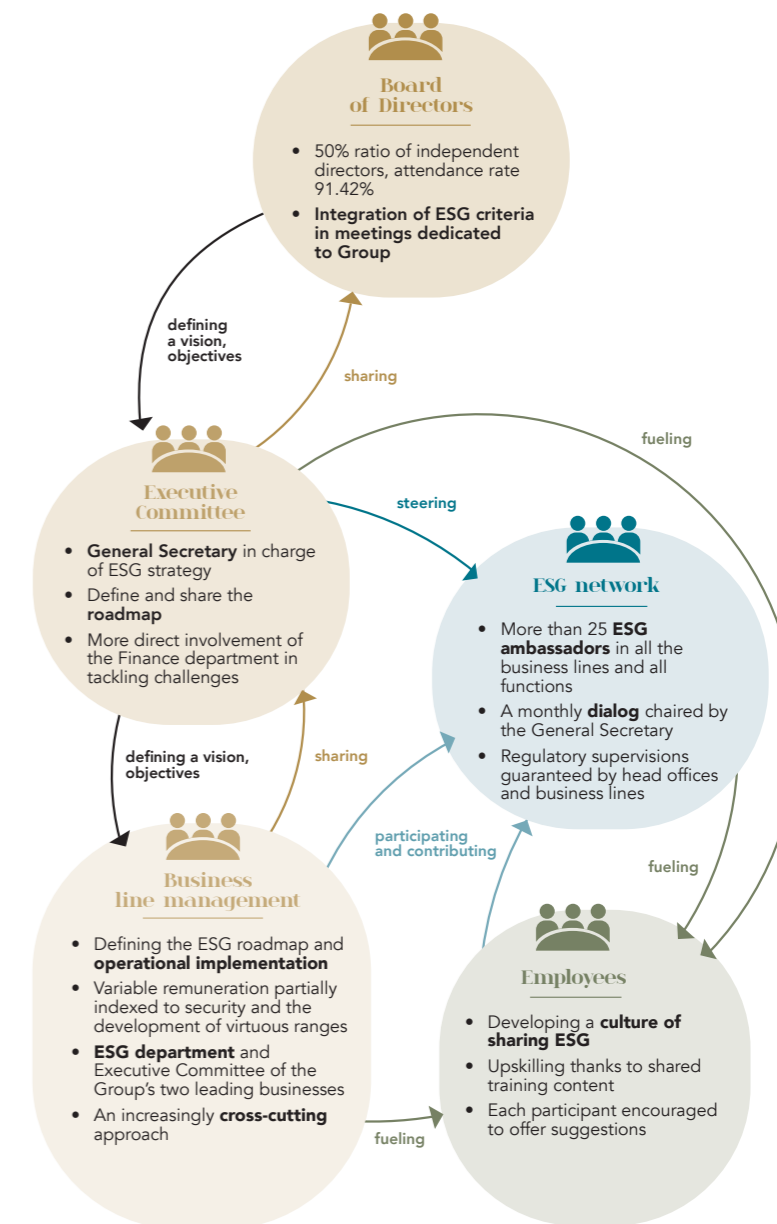 Board
of Directors
• 50% ratio of independent
directors, attendance rate
91.42%
• Integration of ESG criteria
in meetings dedicated
to Group
defining
a vision,
objectives
sharing
fueling
Executive
Committee
• General Secretary in charge
of ESG strategy
• Define and share the
roadmap
• More direct involvement of
the Finance department in
tackling challenges
steering
ESG network
• More than 25 ESG
ambassadors in all the
business lines and all
functions
• A monthly dialog chaired by
the General Secretary
• Regulatory supervisions
guaranteed by head offices
and business lines
defining a vision,
objectives
sharing
participating
and contributing
fueling
Business
line management
• Defining the ESG roadmap and
operational implementation
• Variable remuneration partially
indexed to security and the
development of virtuous ranges
• ESG department and
Executive Committee of the
Group's two leading businesses
• An increasingly cross-cutting
approach
fueling
Employees
• Developing a culture of
sharing ESG
• Upskilling thanks to shared
training content
• Each participant encouraged
to offer suggestions